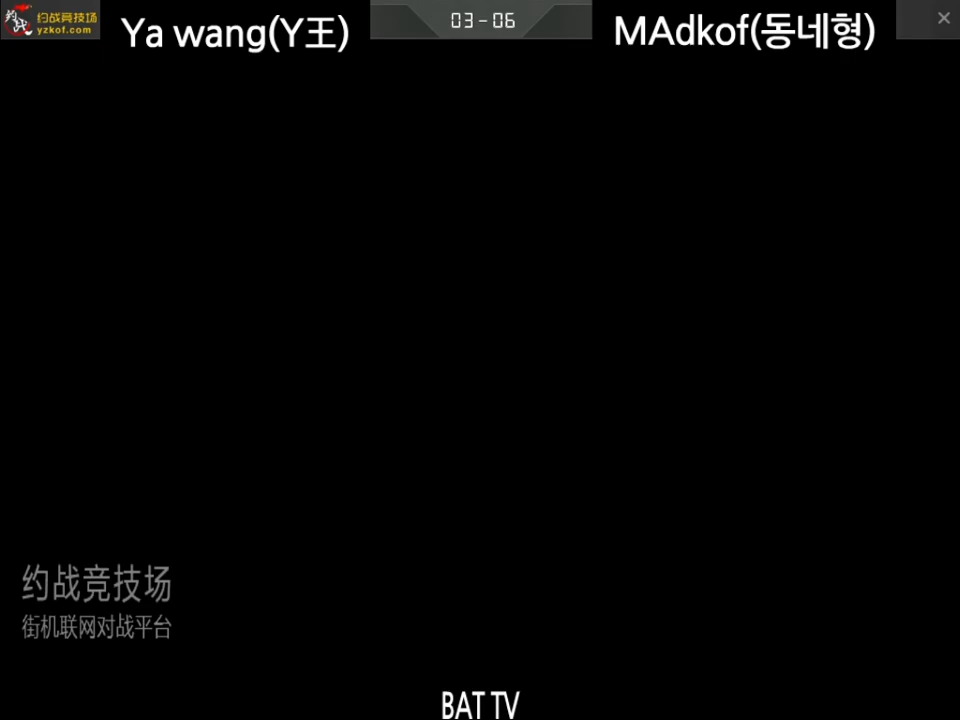 约战竞技场
yzkof.com
Ya wang(Y王)
03-06
MAdkof(동네형)
约战竞技场
街机联网对战平台
BAT TV